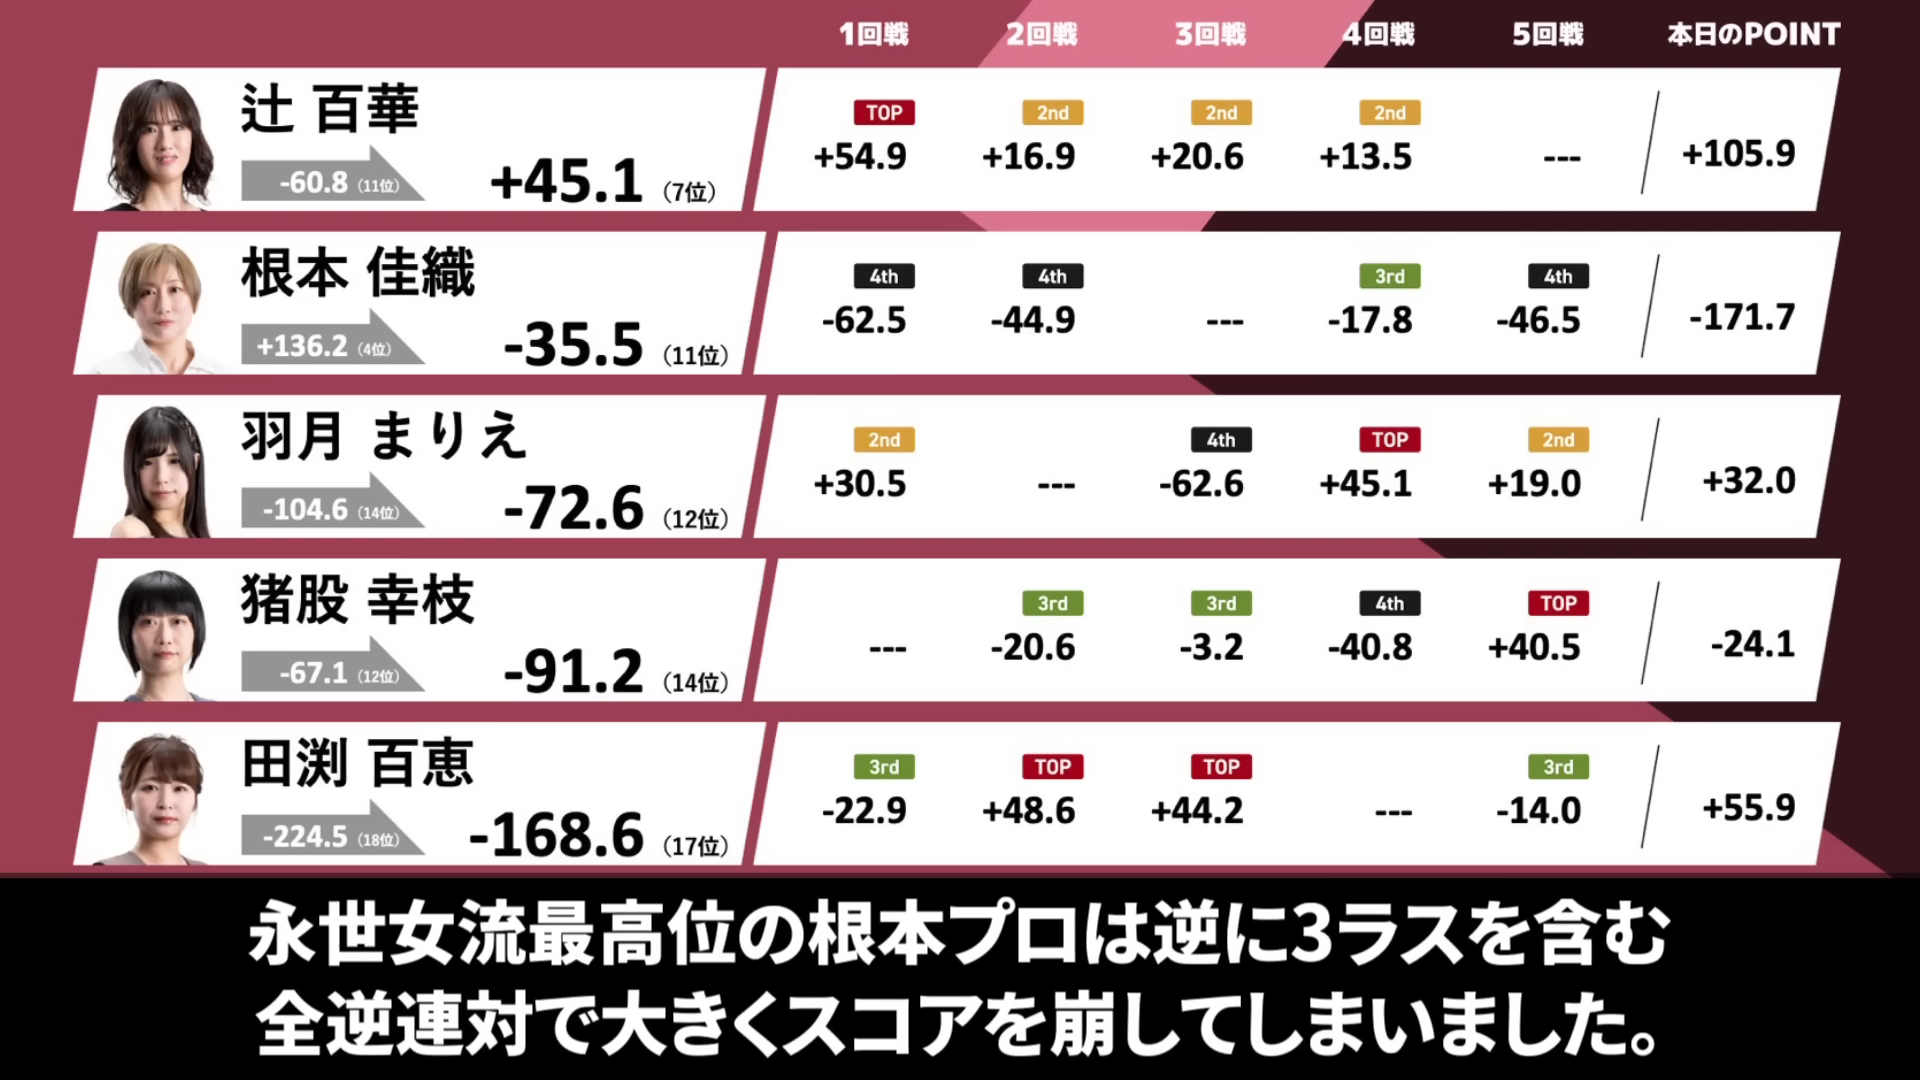 1回戦 2回戦 3回戦 4回戦 5回戦 本日のPOINT
辻 百華
-60.8 (11位) +45.1 (7位)
TOP 2nd 2nd 2nd
+54.9 +16.9 +20.6 +13.5 --- +105.9
根本 佳織
+136.2 (4位) -35.5 (11位)
4th 4th 3rd 4th
-62.5 -44.9 --- -17.8 -46.5 -171.7
羽月 まりえ
-104.6 (14位) -72.6 (12位)
2nd 4th TOP 2nd
+30.5 --- -62.6 +45.1 +19.0 +32.0
猪股 幸枝
-67.1 (12位) -91.2 (14位)
3rd 3rd 4th TOP
--- -20.6 -3.2 -40.8 +40.5 -24.1
田渕 百恵
-224.5 (18位) -168.6 (17位)
3rd TOP TOP 3rd
-22.9 +48.6 +44.2 --- -14.0 +55.9
永世女流最高位の根本プロは逆に3ラスを含む
全逆連対で大きくスコアを崩してしまいました。